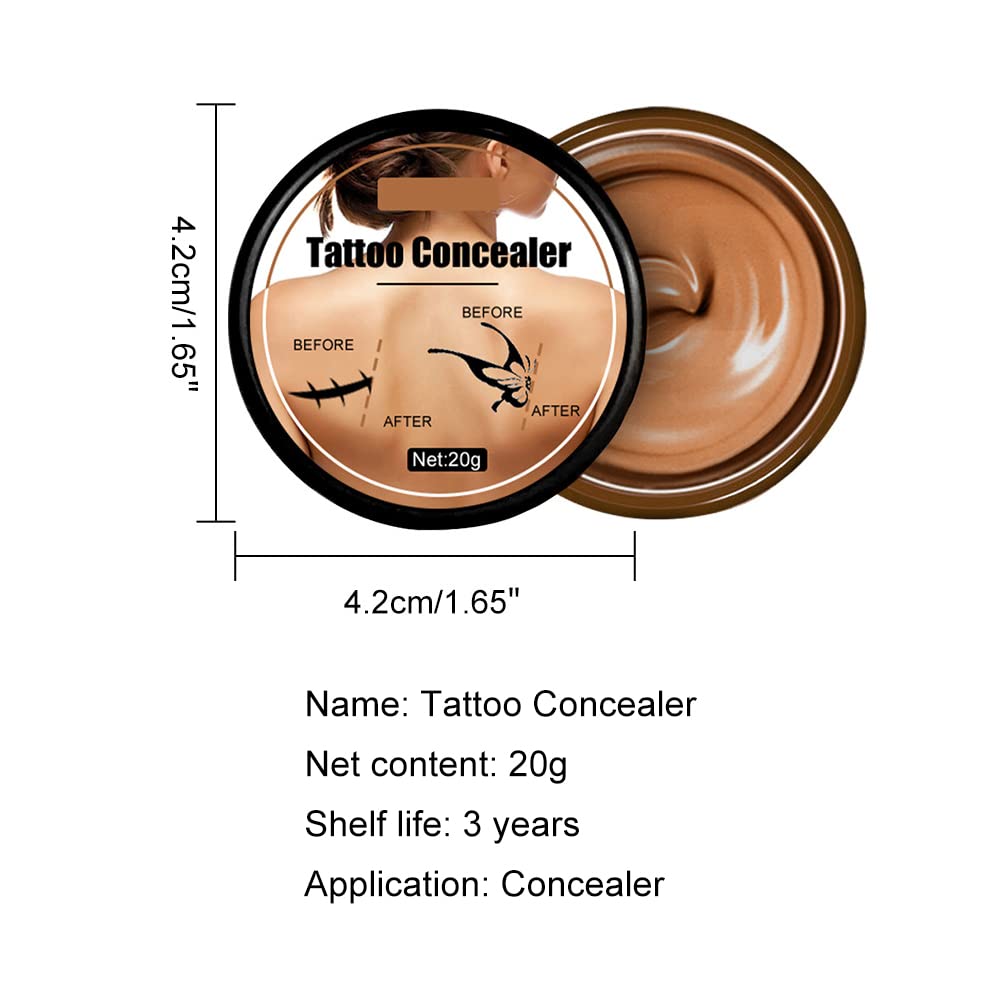 Tattoo Concealer
BEFORE
BEFORE
AFTER
AFTER
Net:20g
4.2cm/1.65"
4.2cm/1.65"
Name: Tattoo Concealer
Net content: 20g
Shelf life: 3 years
Application: Concealer